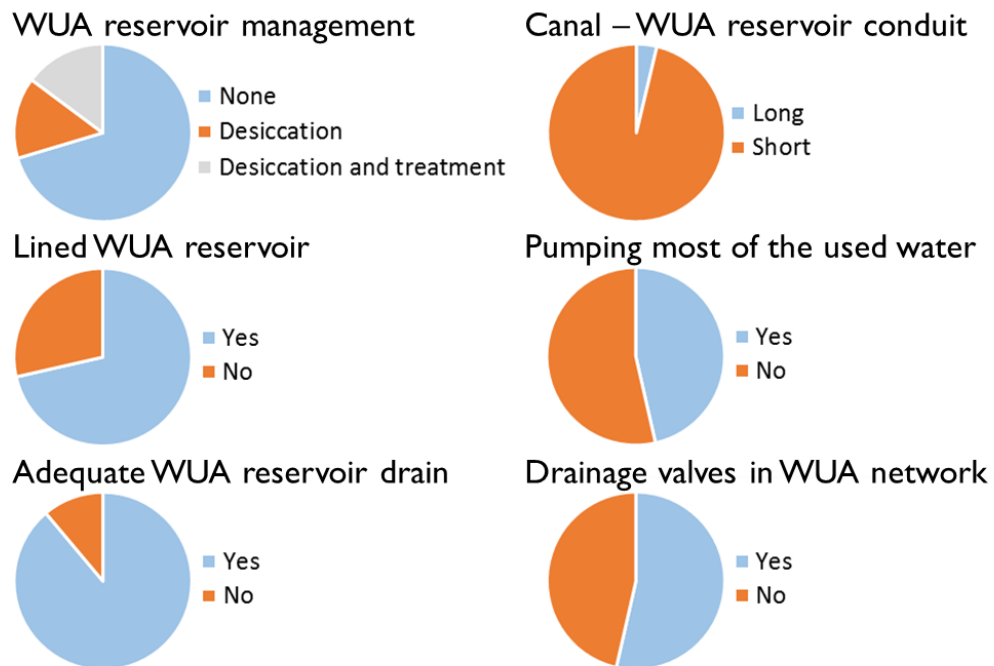 WUA reservoir management
None
Desiccation
Desiccation and treatment
Canal – WUA reservoir conduit
Long
Short
Lined WUA reservoir
Yes
No
Pumping most of the used water
Yes
No
Adequate WUA reservoir drain
Yes
No
Drainage valves in WUA network
Yes
No